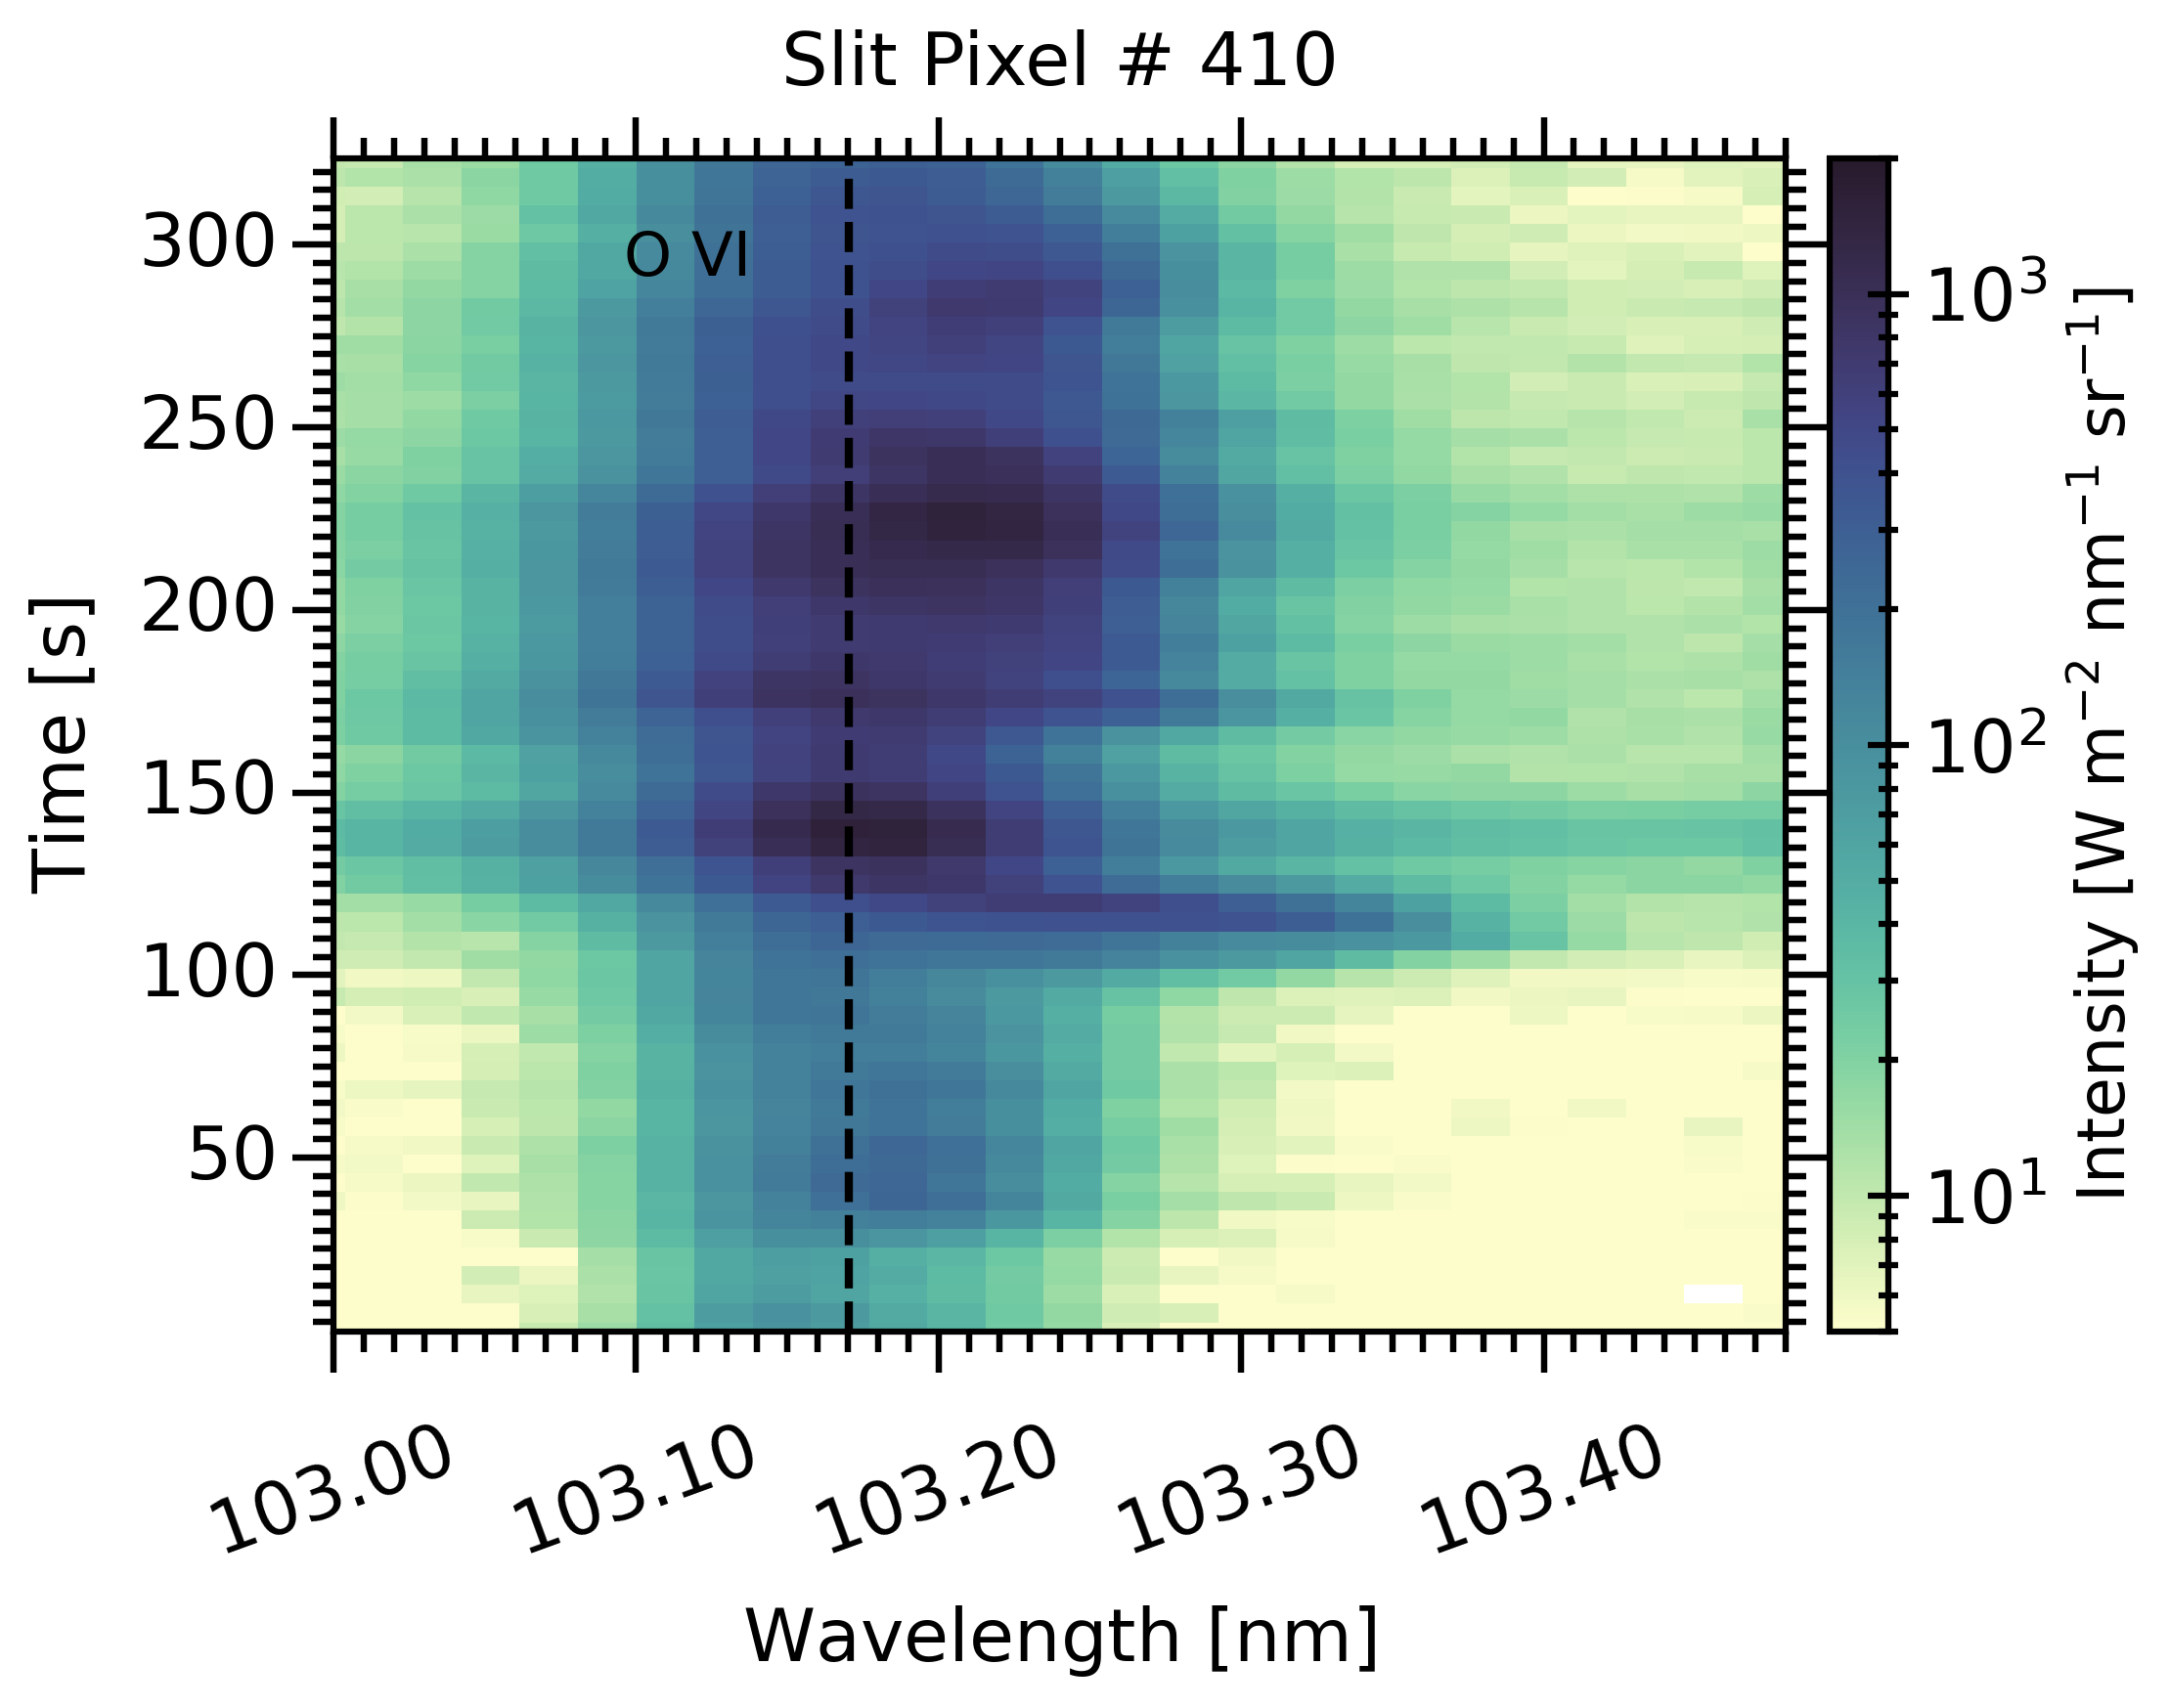 Slit Pixel # 410
O VI
300
250
200
150
100
50
Time [s]
103.00
103.10
103.20
103.30
103.40
Wavelength [nm]
10³
10²
10¹
Intensity [W m⁻² nm⁻¹ sr⁻¹]